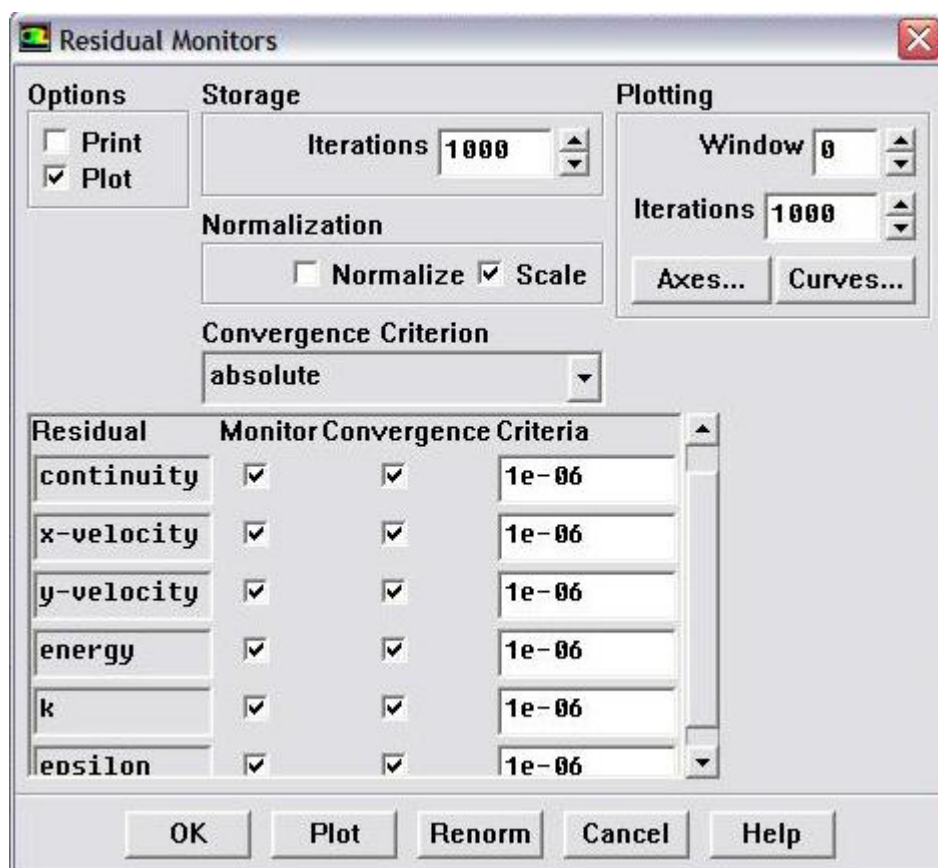 Residual Monitors
Options
Storage
Plotting
Print
Plot
Iterations 1000
Window 0
Iterations 1000
Normalization
Normalize Scale
Axes... Curves...
Convergence Criterion
absolute
Residual Monitor Convergence Criteria
continuity 1e-06
x-velocity 1e-06
y-velocity 1e-06
energy 1e-06
k 1e-06
epsilon 1e-06
OK Plot Renorm Cancel Help